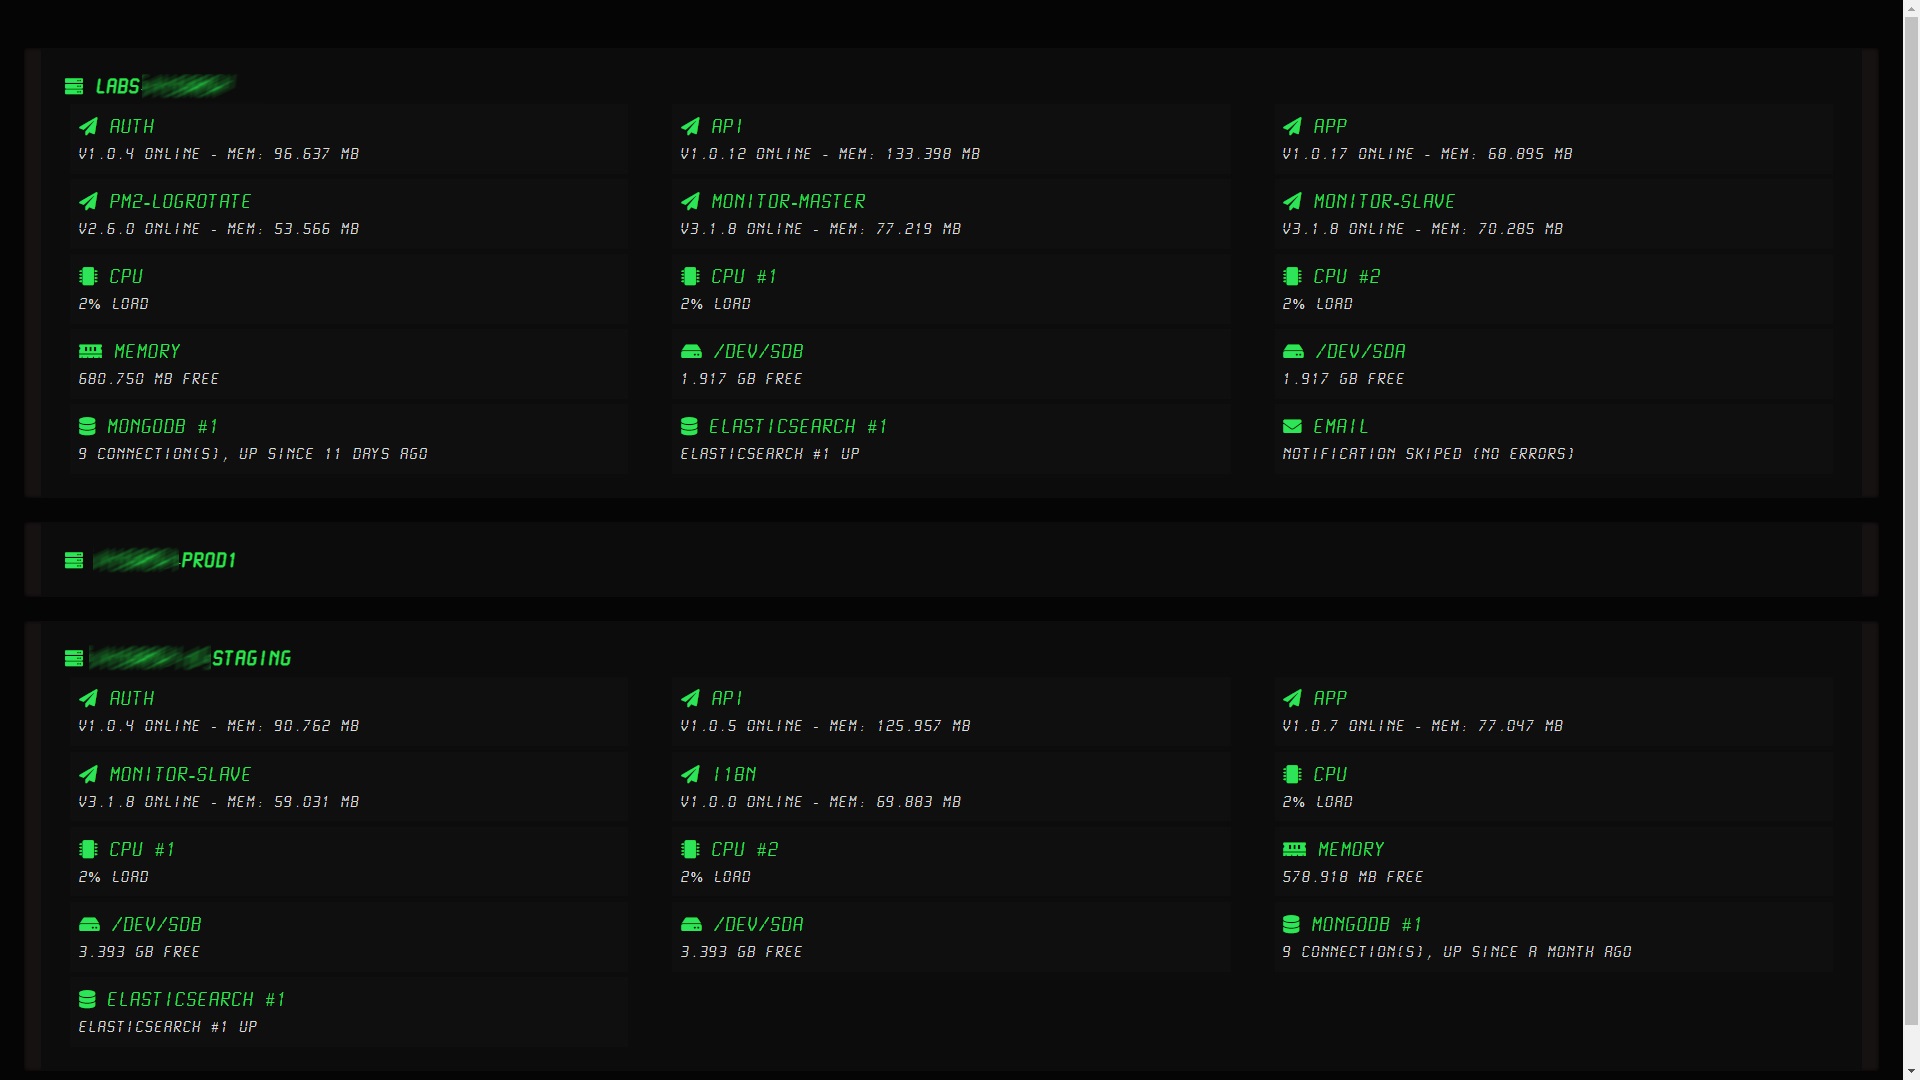 LABS
AUTH
V1.0.4 ONLINE - MEM: 96.637 MB
API
V1.0.12 ONLINE - MEM: 133.398 MB
APP
V1.0.17 ONLINE - MEM: 68.895 MB
PM2-LOGROTATE
V2.6.0 ONLINE - MEM: 53.566 MB
MONITOR-MASTER
V3.1.8 ONLINE - MEM: 77.219 MB
MONITOR-SLAVE
V3.1.8 ONLINE - MEM: 70.285 MB
CPU
2% LOAD
CPU #1
2% LOAD
CPU #2
2% LOAD
MEMORY
680.750 MB FREE
/DEV/SDB
1.917 GB FREE
/DEV/SDA
1.917 GB FREE
MONGODB #1
9 CONNECTION(S), UP SINCE 11 DAYS AGO
ELASTICSEARCH #1
ELASTICSEARCH #1 UP
EMAIL
NOTIFICATION SKIPED (NO ERRORS)
PROD1
STAGING
AUTH
V1.0.4 ONLINE - MEM: 90.762 MB
API
V1.0.5 ONLINE - MEM: 125.957 MB
APP
V1.0.7 ONLINE - MEM: 77.047 MB
MONITOR-SLAVE
V3.1.8 ONLINE - MEM: 59.031 MB
I18N
V1.0.0 ONLINE - MEM: 69.883 MB
CPU
2% LOAD
CPU #1
2% LOAD
CPU #2
2% LOAD
MEMORY
578.918 MB FREE
/DEV/SDB
3.393 GB FREE
/DEV/SDA
3.393 GB FREE
MONGODB #1
9 CONNECTION(S), UP SINCE A MONTH AGO
ELASTICSEARCH #1
ELASTICSEARCH #1 UP